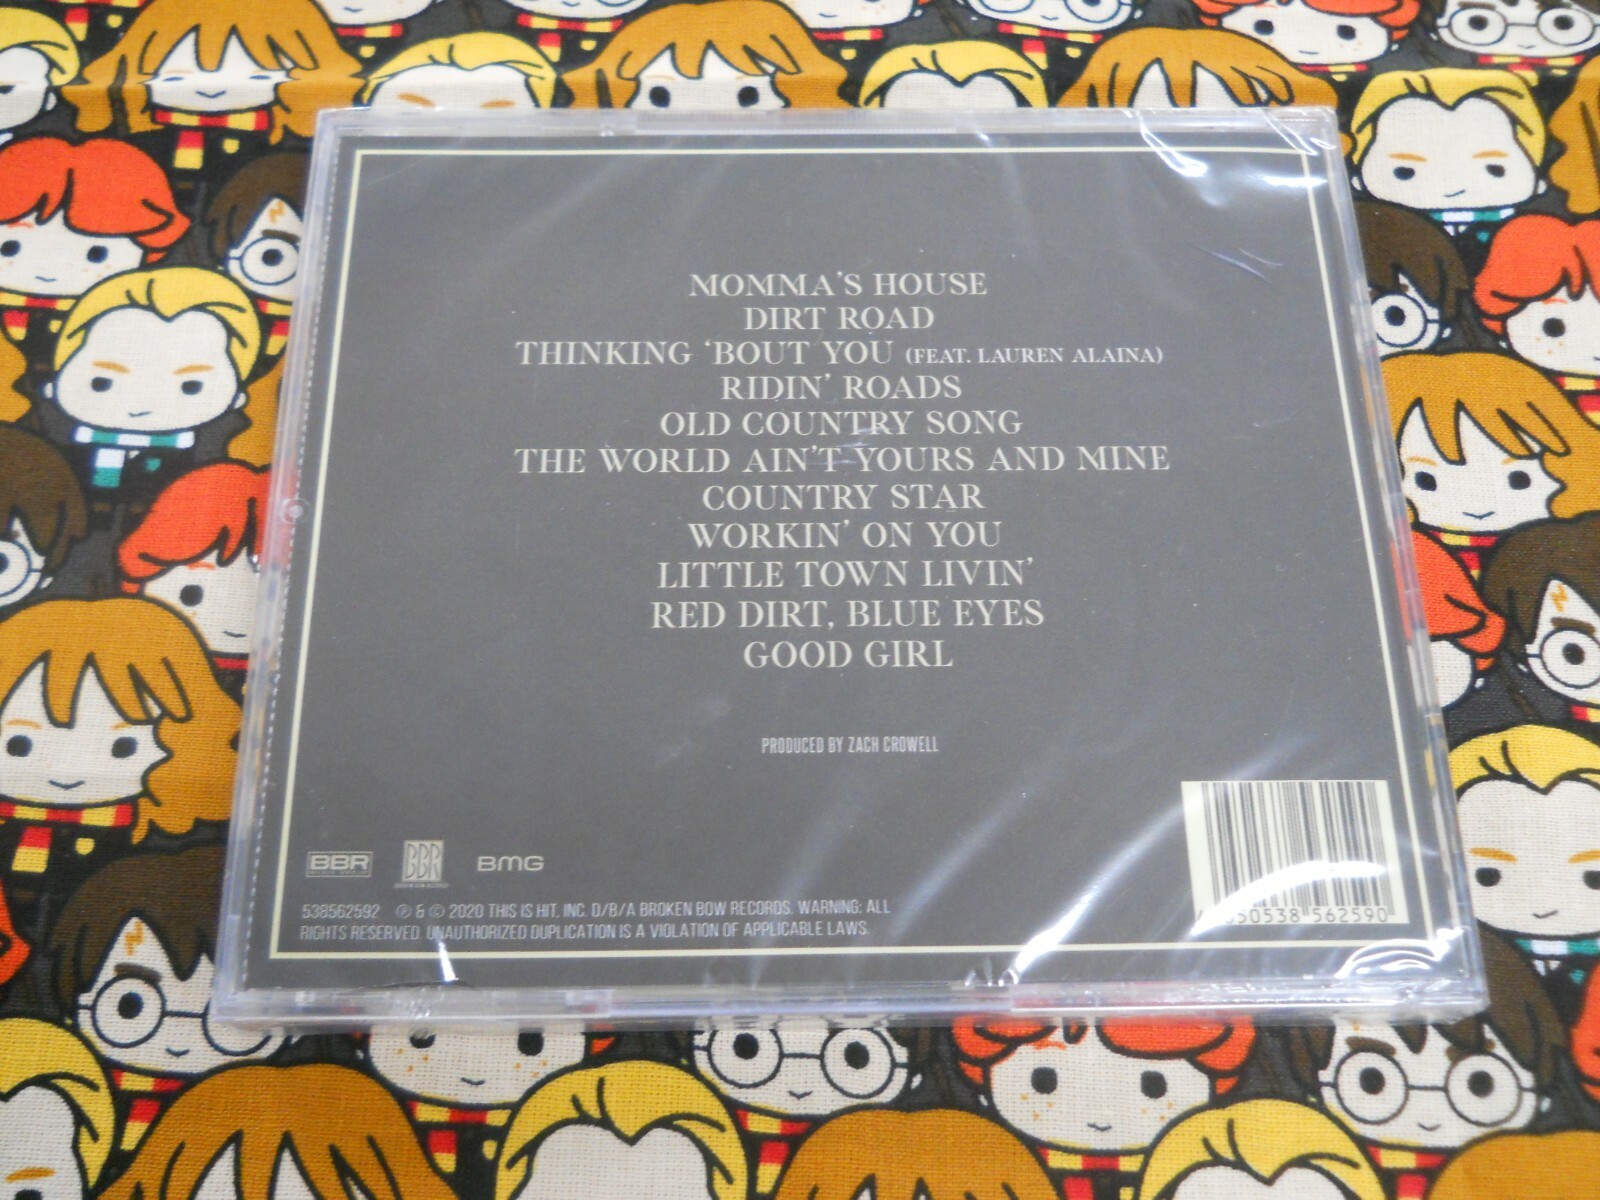 MOMMA'S HOUSE
DIRT ROAD
THINKING 'BOUT YOU (FEAT. LAUREN ALAINA)
RIDIN' ROADS
OLD COUNTRY SONG
THE WORLD AIN'T YOURS AND MINE
COUNTRY STAR
WORKIN' ON YOU
LITTLE TOWN LIVIN'
RED DIRT, BLUE EYES
GOOD GIRL
PRODUCED BY ZACH CROWELL
BBR BBR BMG
538562592 ℗ & © 2020 THIS IS HIT, INC. D/B/A BROKEN BOW RECORDS. WARNING: ALL
RIGHTS RESERVED. UNAUTHORIZED DUPLICATION IS A VIOLATION OF APPLICABLE LAWS.
562590